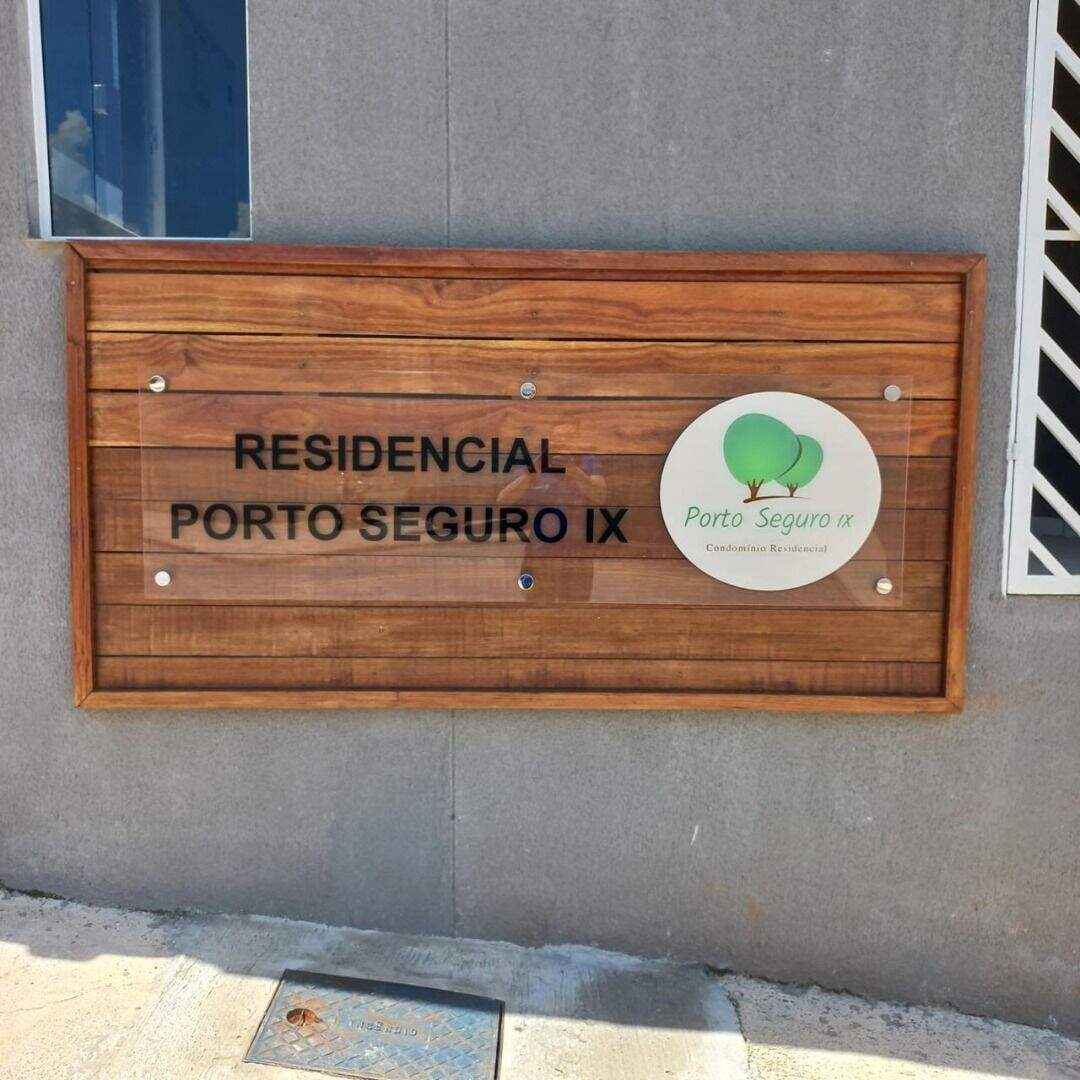 RESIDENCIAL
PORTO SEGURO IX
Porto Seguro IX
Condomínio Residencial
INCÊNDIO